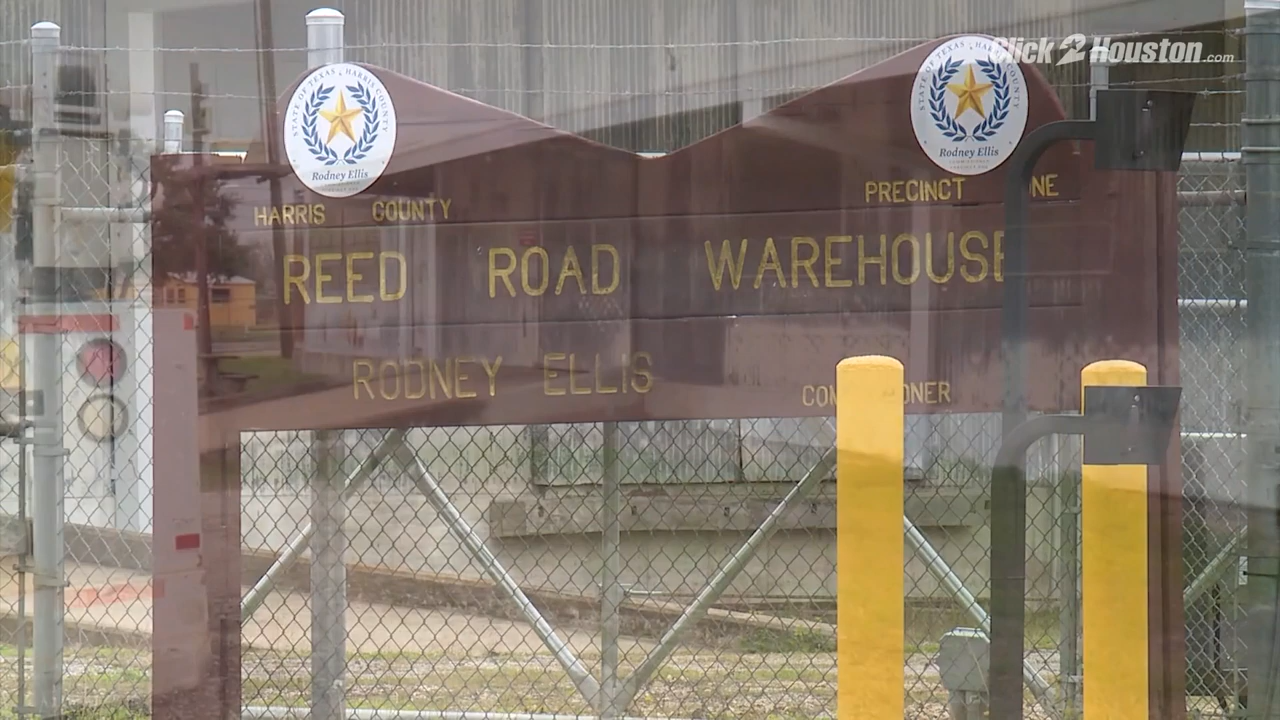 Click2Houston.com
STATE OF TEXAS HARRIS COUNTY
Rodney Ellis
STATE OF TEXAS HARRIS COUNTY
Rodney Ellis
HARRIS COUNTY
PRECINCT
REED ROAD WAREHOUSE
RODNEY ELLIS